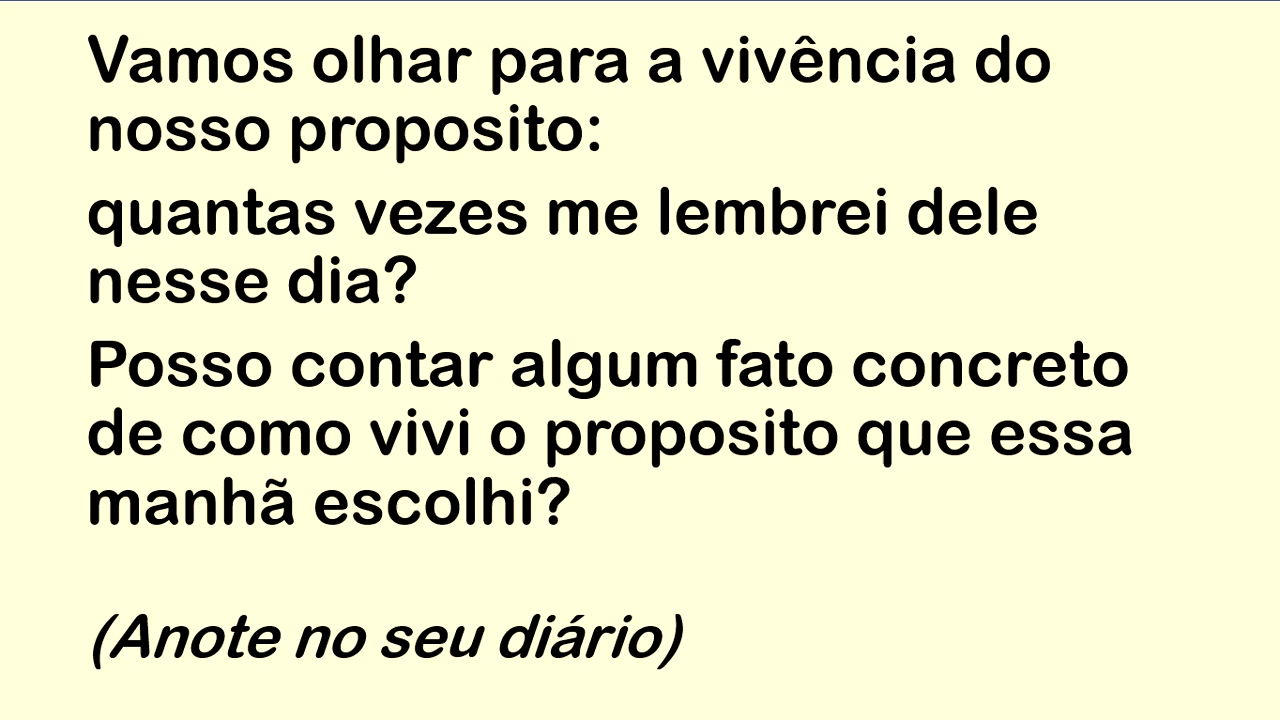 Vamos olhar para a vivência do
nosso proposito:
quantas vezes me lembrei dele
nesse dia?
Posso contar algum fato concreto
de como vivi o proposito que essa
manhã escolhi?
(Anote no seu diário)